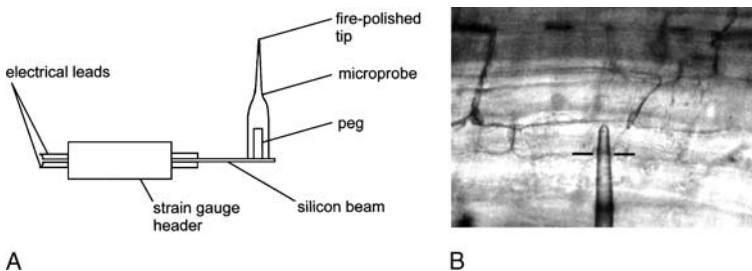 fire-polished
tip
electrical leads
microprobe
peg
strain gauge
header
silicon beam
A
B